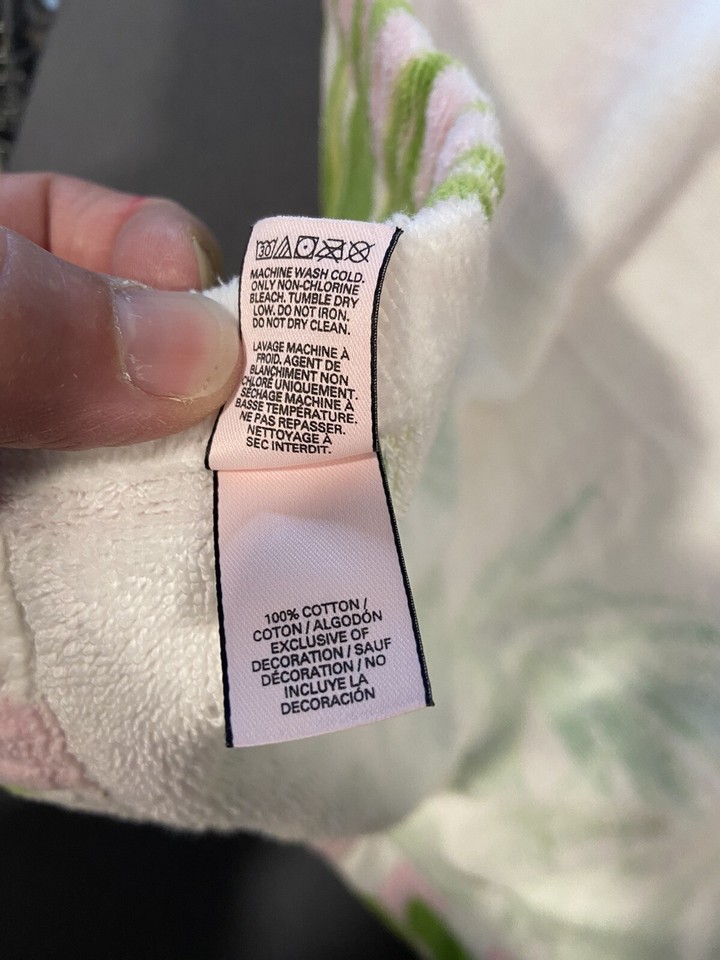 30
MACHINE WASH COLD.
ONLY NON-CHLORINE
BLEACH. TUMBLE DRY
LOW. DO NOT IRON.
DO NOT DRY CLEAN.
LAVAGE MACHINE À
FROID. AGENT DE
BLANCHIMENT NON
CHLORÉ UNIQUEMENT.
SÉCHAGE MACHINE À
BASSE TEMPÉRATURE.
NE PAS REPASSER.
NETTOYAGE À
SEC INTERDIT.
100% COTTON /
COTON / ALGODÓN
EXCLUSIVE OF
DECORATION / SAUF
DÉCORATION / NO
INCLUYE LA
DECORACIÓN